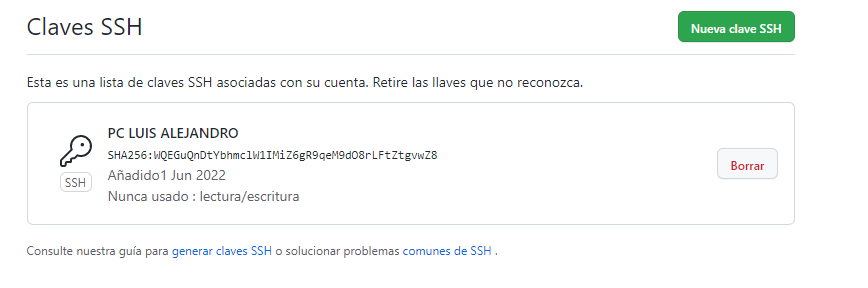 Claves SSH
Nueva clave SSH
Esta es una lista de claves SSH asociadas con su cuenta. Retire las llaves que no reconozca.
PC LUIS ALEJANDRO
SHA256:WQEGuQnDtYbhmclW1IMiZ6gR9qeM9dO8rLFtZtgvwZ8
SSH
Añadido1 Jun 2022
Nunca usado : lectura/escritura
Borrar
Consulte nuestra guía para generar claves SSH o solucionar problemas comunes de SSH .